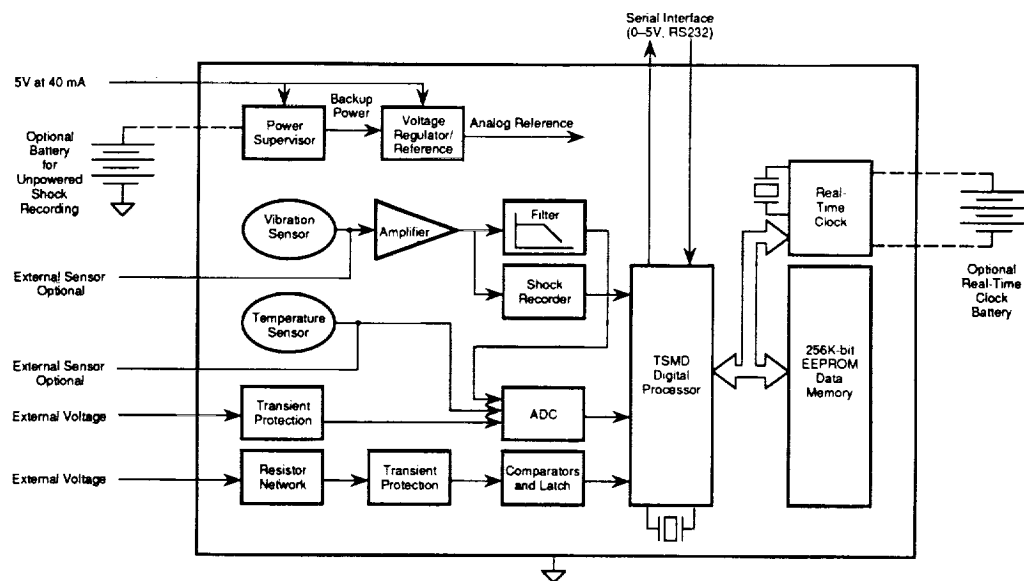 Serial Interface
(0–5V, RS232)
5V at 40 mA
Backup
Power
Power
Supervisor
Voltage
Regulator/
Reference
Analog Reference
Optional
Battery
for
Unpowered
Shock
Recording
Real-
Time
Clock
Vibration
Sensor
Amplifier
Filter
External Sensor
Optional
Shock
Recorder
Optional
Real-Time
Clock
Battery
Temperature
Sensor
TSMD
Digital
Processor
256K-bit
EEPROM
Data
Memory
External Sensor
Optional
External Voltage
Transient
Protection
ADC
External Voltage
Resistor
Network
Transient
Protection
Comparators
and Latch